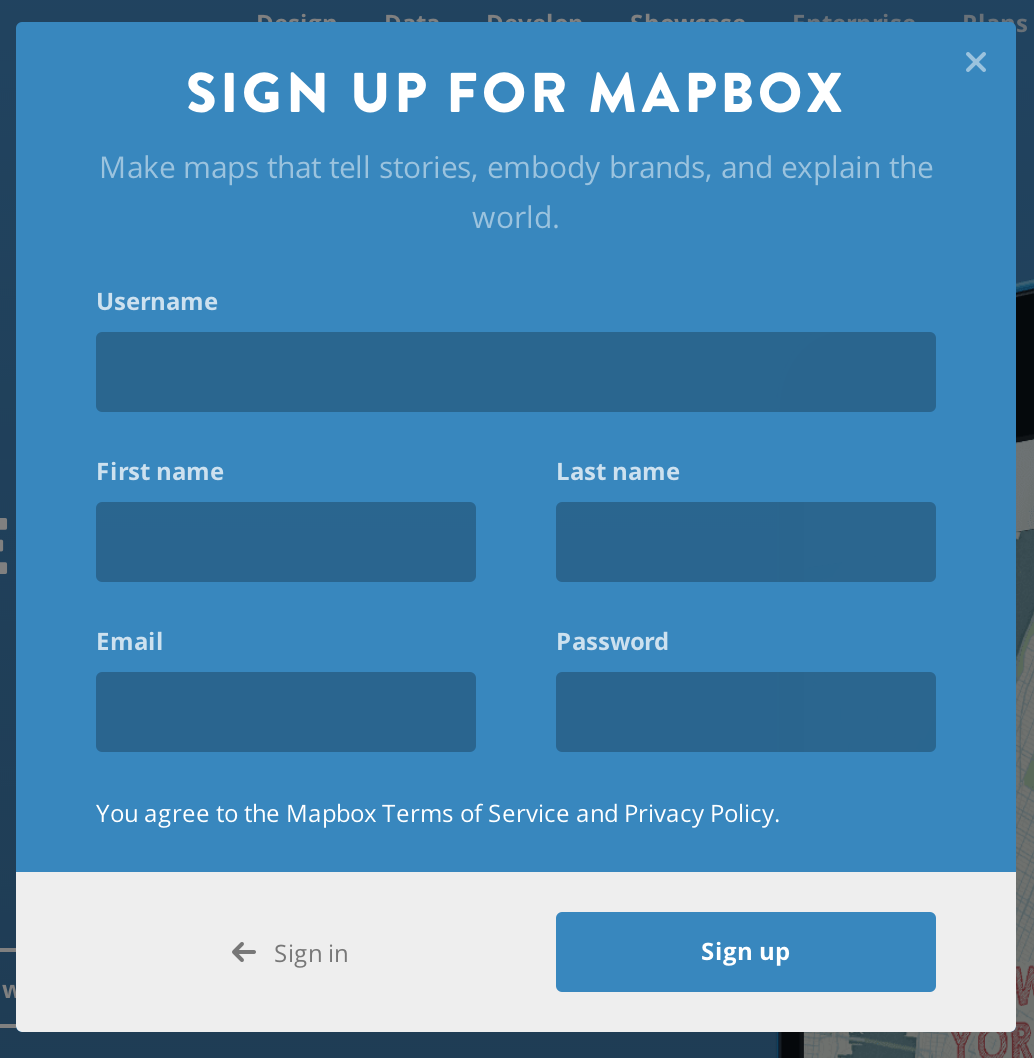 Design Data Develop Showcase Enterprise Plans
SIGN UP FOR MAPBOX
Make maps that tell stories, embody brands, and explain the
world.
Username
First name Last name
Email Password
You agree to the Mapbox Terms of Service and Privacy Policy.
Sign in Sign up